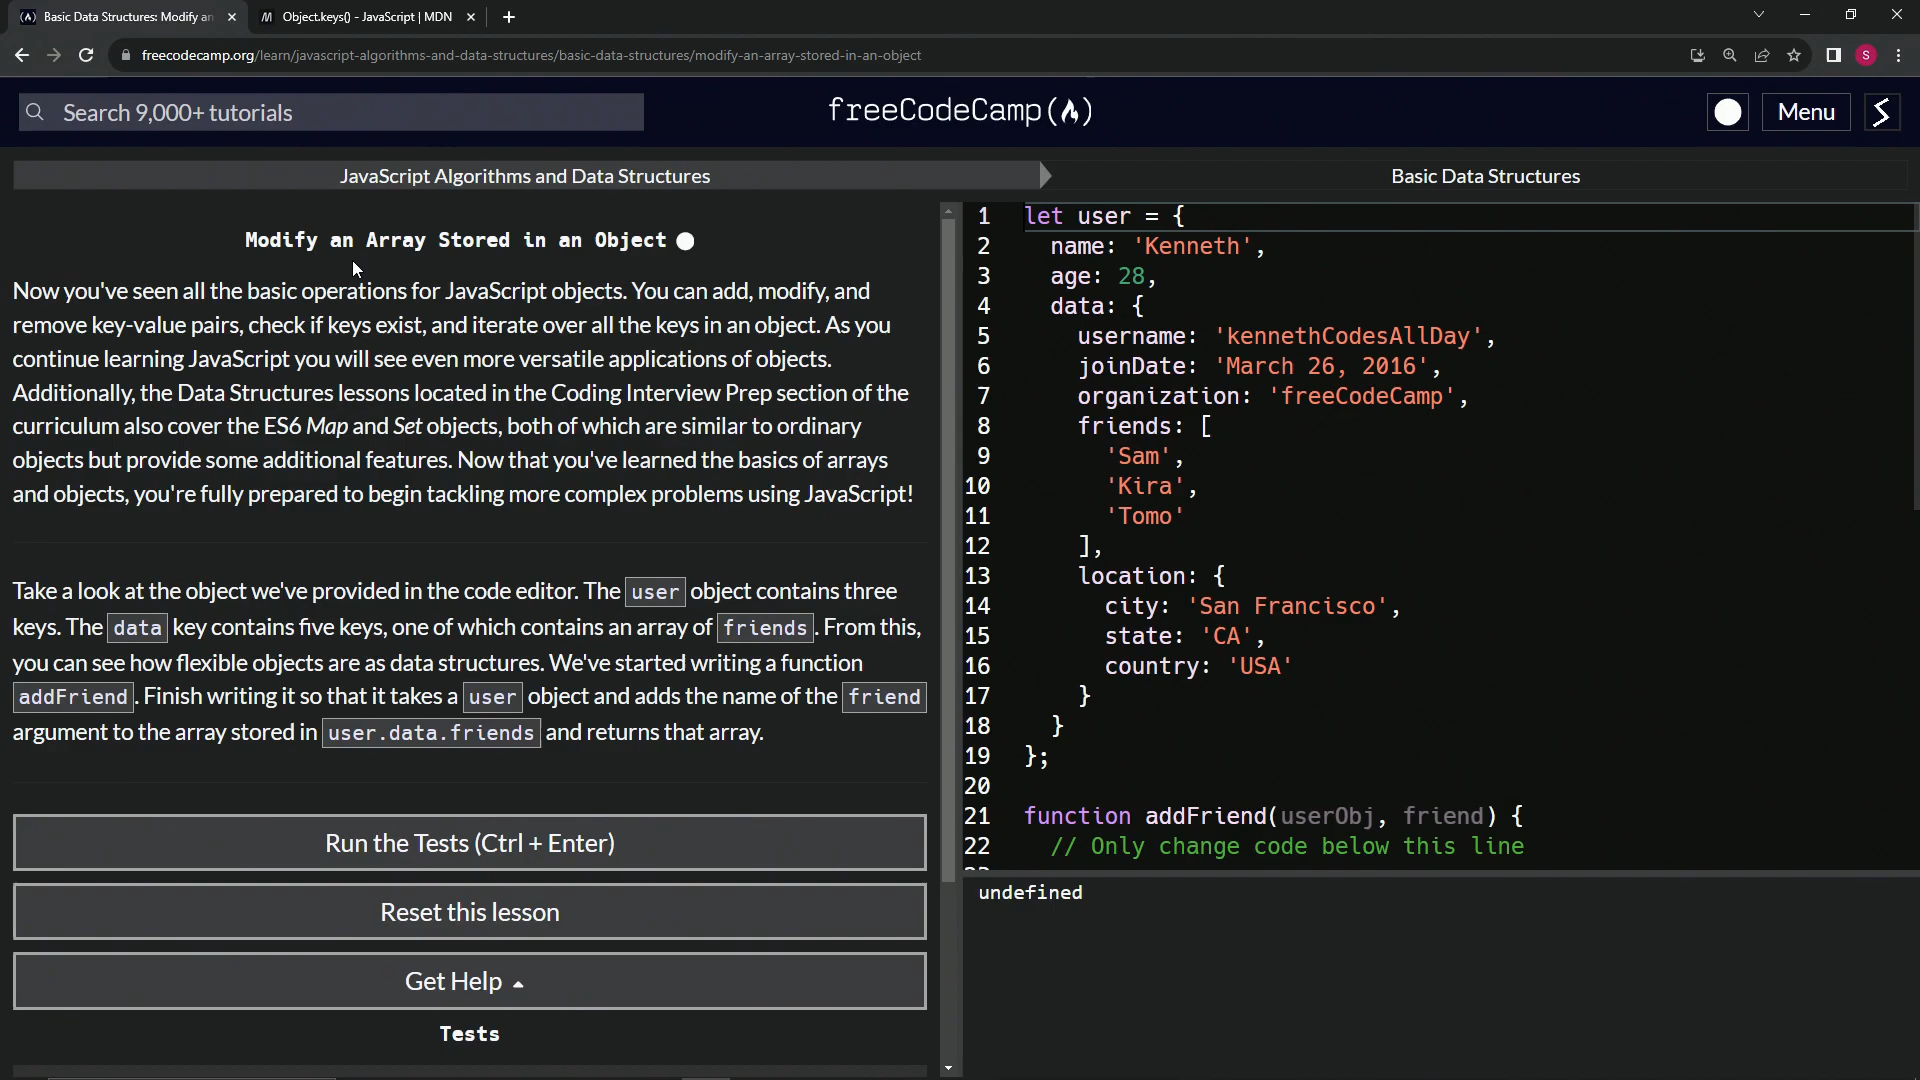 Basic Data Structures: Modify an
Object.keys() - JavaScript | MDN
freecodecamp.org/learn/javascript-algorithms-and-data-structures/basic-data-structures/modify-an-array-stored-in-an-object
S
Search 9,000+ tutorials
freeCodeCamp
Menu
JavaScript Algorithms and Data Structures
Basic Data Structures
Modify an Array Stored in an Object
Now you've seen all the basic operations for JavaScript objects. You can add, modify, and
remove key-value pairs, check if keys exist, and iterate over all the keys in an object. As you
continue learning JavaScript you will see even more versatile applications of objects.
Additionally, the Data Structures lessons located in the Coding Interview Prep section of the
curriculum also cover the ES6 Map and Set objects, both of which are similar to ordinary
objects but provide some additional features. Now that you've learned the basics of arrays
and objects, you're fully prepared to begin tackling more complex problems using JavaScript!
Take a look at the object we've provided in the code editor. The user object contains three
keys. The data key contains five keys, one of which contains an array of friends. From this,
you can see how flexible objects are as data structures. We've started writing a function
addFriend. Finish writing it so that it takes a user object and adds the name of the friend
argument to the array stored in user.data.friends and returns that array.
Run the Tests (Ctrl + Enter)
Reset this lesson
Get Help
Tests
1 let user = {
2 name: 'Kenneth',
3 age: 28,
4 data: {
5 username: 'kennethCodesAllDay',
6 joinDate: 'March 26, 2016',
7 organization: 'freeCodeCamp',
8 friends: [
9 'Sam',
10 'Kira',
11 'Tomo'
12 ],
13 location: {
14 city: 'San Francisco',
15 state: 'CA',
16 country: 'USA'
17 }
18 }
19 };
20
21 function addFriend(userObj, friend) {
22 // Only change code below this line
undefined